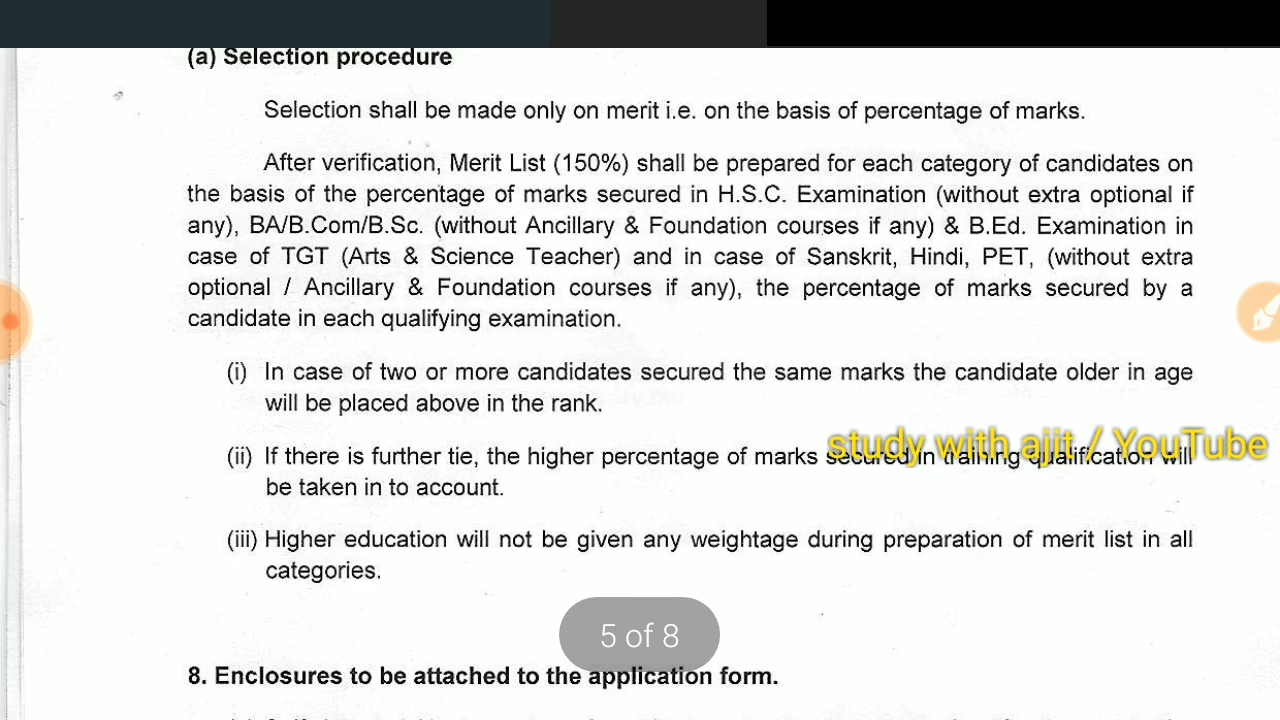 (a) Selection procedure
Selection shall be made only on merit i.e. on the basis of percentage of marks.
After verification, Merit List (150%) shall be prepared for each category of candidates on
the basis of the percentage of marks secured in H.S.C. Examination (without extra optional if
any), BA/B.Com/B.Sc. (without Ancillary & Foundation courses if any) & B.Ed. Examination in
case of TGT (Arts & Science Teacher) and in case of Sanskrit, Hindi, PET, (without extra
optional / Ancillary & Foundation courses if any), the percentage of marks secured by a
candidate in each qualifying examination.
(i) In case of two or more candidates secured the same marks the candidate older in age
will be placed above in the rank.
study with ajit / YouTube
(ii) If there is further tie, the higher percentage of marks secured in training qualification will
be taken in to account.
(iii) Higher education will not be given any weightage during preparation of merit list in all
categories.
5 of 8
8. Enclosures to be attached to the application form.